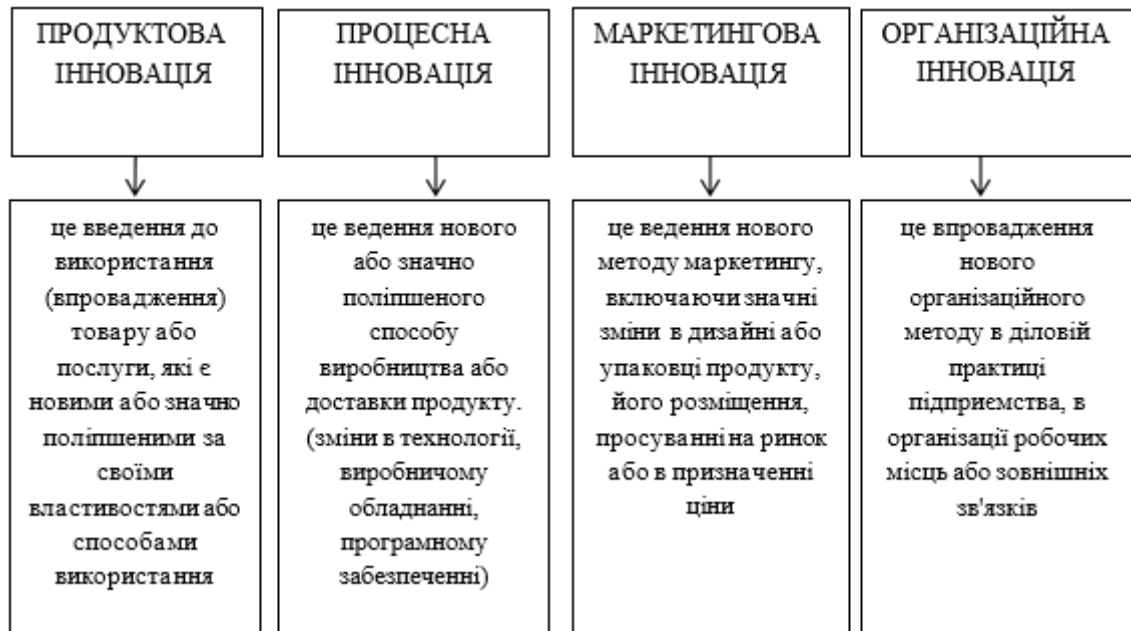 ПРОДУКТОВА
ІННОВАЦІЯ
це введення до
використання
(впровадження)
товару або
послуги, які є
новими або значно
поліпшеними за
своїми
властивостями або
способами
використання
ПРОЦЕСНА
ІННОВАЦІЯ
це ведення нового
або значно
поліпшеного
способу
виробництва або
доставки продукту.
(зміни в технології,
виробничому
обладнанні,
програмному
забезпеченні)
МАРКЕТИНГОВА
ІННОВАЦІЯ
це ведення нового
методу маркетингу,
включаючи значні
зміни в дизайні або
упаковці продукту,
його розміщення,
просуванні на ринок
або в призначенні
ціни
ОРГАНІЗАЦІЙНА
ІННОВАЦІЯ
це впровадження
нового
організаційного
методу в діловій
практиці
підприємства, в
організації робочих
місць або зовнішніх
зв'язків